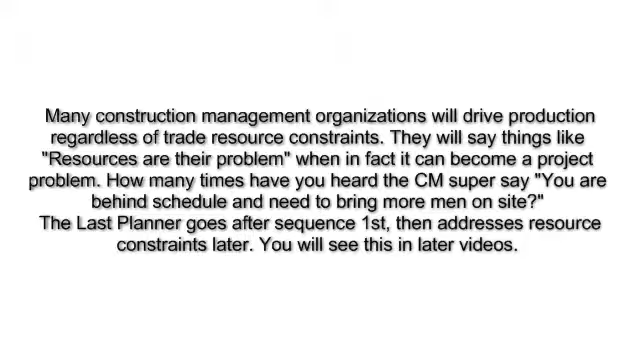 Many construction management organizations will drive production
regardless of trade resource constraints. They will say things like
"Resources are their problem" when in fact it can become a project
problem. How many times have you heard the CM super say "You are
behind schedule and need to bring more men on site?"
The Last Planner goes after sequence 1st, then addresses resource
constraints later. You will see this in later videos.